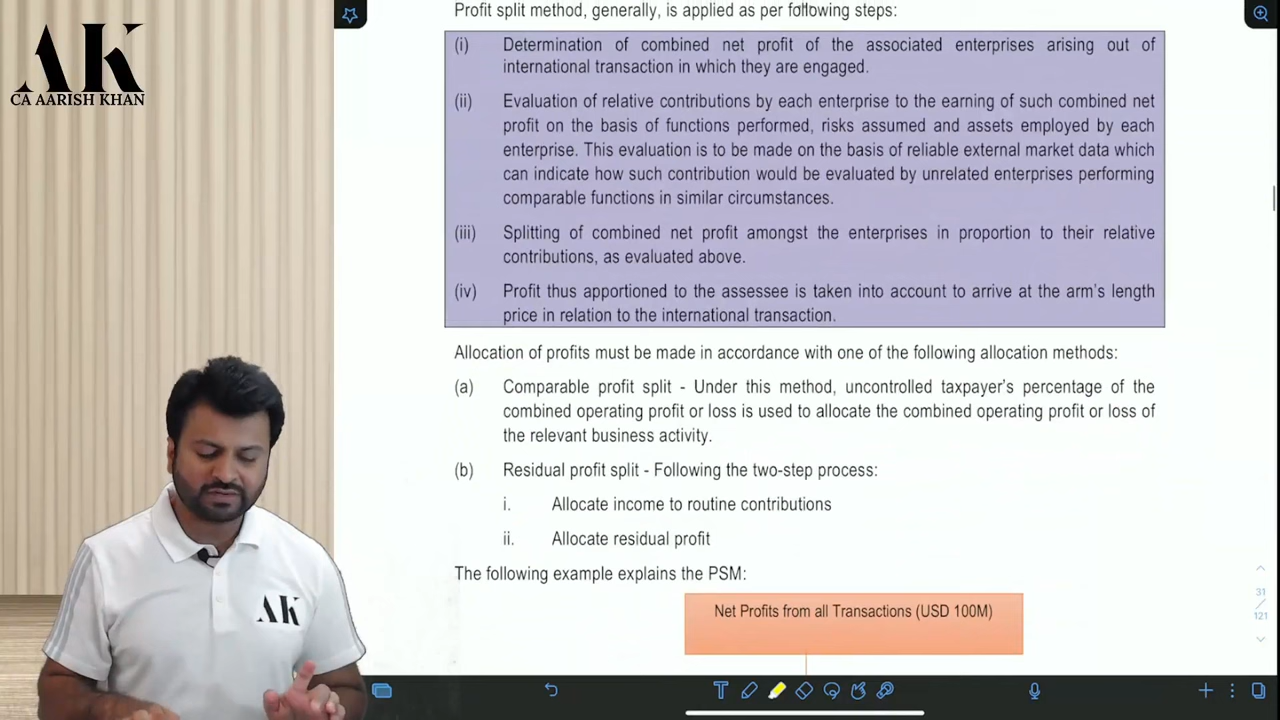 AK
CA AARISH KHAN
Profit split method, generally, is applied as per following steps:
(i) Determination of combined net profit of the associated enterprises arising out of
international transaction in which they are engaged.
(ii) Evaluation of relative contributions by each enterprise to the earning of such combined net
profit on the basis of functions performed, risks assumed and assets employed by each
enterprise. This evaluation is to be made on the basis of reliable external market data which
can indicate how such contribution would be evaluated by unrelated enterprises performing
comparable functions in similar circumstances.
(iii) Splitting of combined net profit amongst the enterprises in proportion to their relative
contributions, as evaluated above.
(iv) Profit thus apportioned to the assessee is taken into account to arrive at the arm's length
price in relation to the international transaction.
Allocation of profits must be made in accordance with one of the following allocation methods:
(a) Comparable profit split - Under this method, uncontrolled taxpayer's percentage of the
combined operating profit or loss is used to allocate the combined operating profit or loss of
the relevant business activity.
(b) Residual profit split - Following the two-step process:
i. Allocate income to routine contributions
ii. Allocate residual profit
The following example explains the PSM:
Net Profits from all Transactions (USD 100M)
31
/
121
AK
T